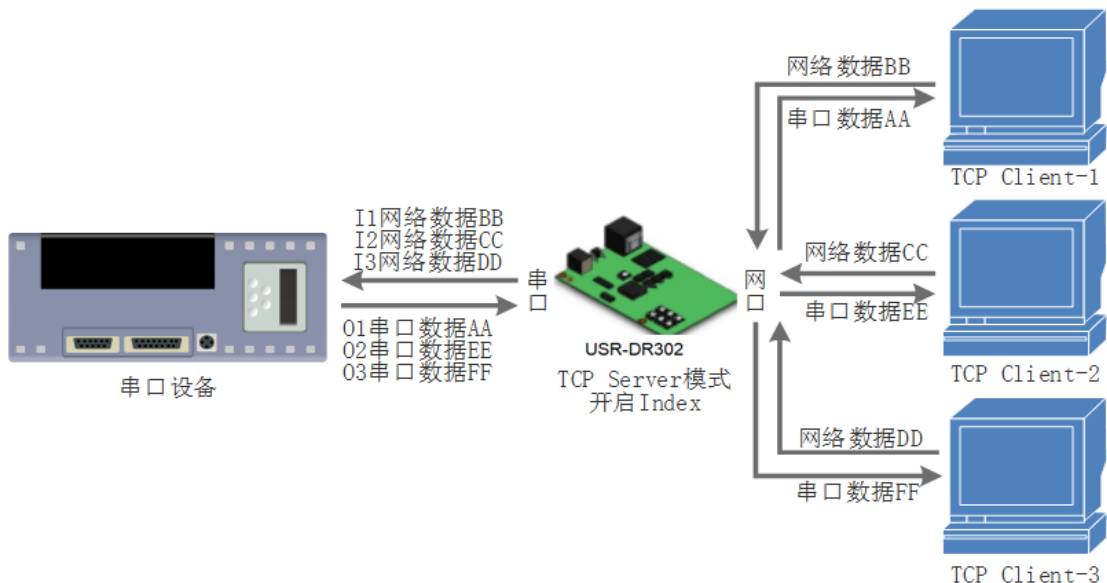 网络数据BB
串口数据AA
TCP Client-1
I1网络数据BB
I2网络数据CC
I3网络数据DD
串口
网口
网络数据CC
串口数据EE
O1串口数据AA
O2串口数据EE
O3串口数据FF
串口设备
USR-DR302
TCP Server模式
开启Index
TCP Client-2
网络数据DD
串口数据FF
TCP Client-3